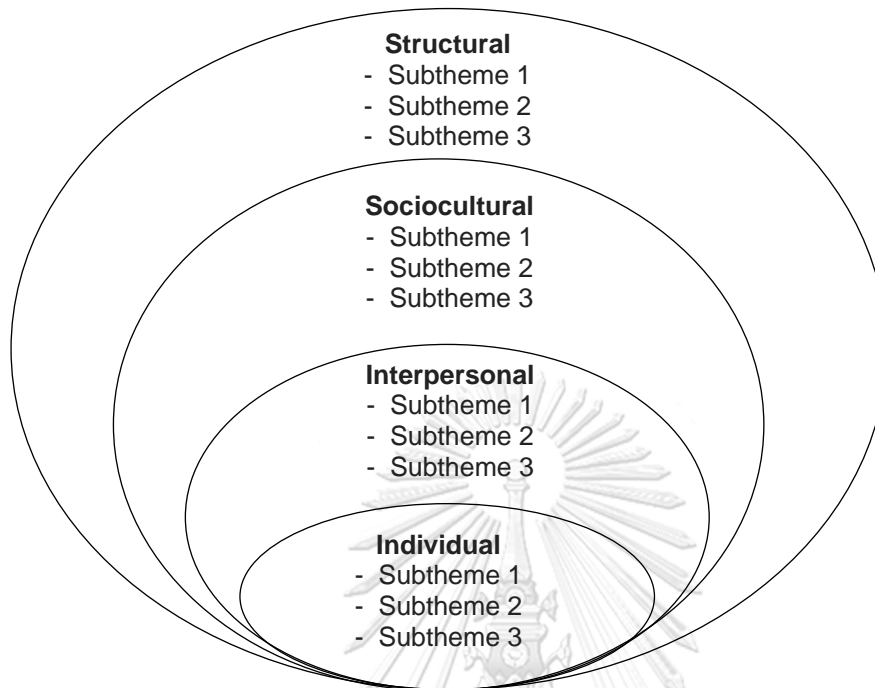 Structural
- Subtheme 1
- Subtheme 2
- Subtheme 3
Sociocultural
- Subtheme 1
- Subtheme 2
- Subtheme 3
Interpersonal
- Subtheme 1
- Subtheme 2
- Subtheme 3
Individual
- Subtheme 1
- Subtheme 2
- Subtheme 3